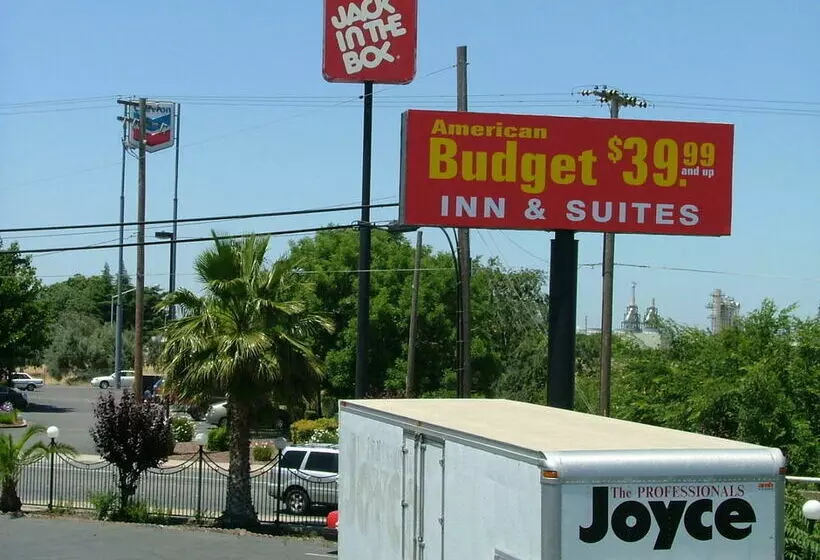 JACK
IN THE
BOX
American
Budget $39.99
and up
INN & SUITES
The PROFESSIONALS
Joyce